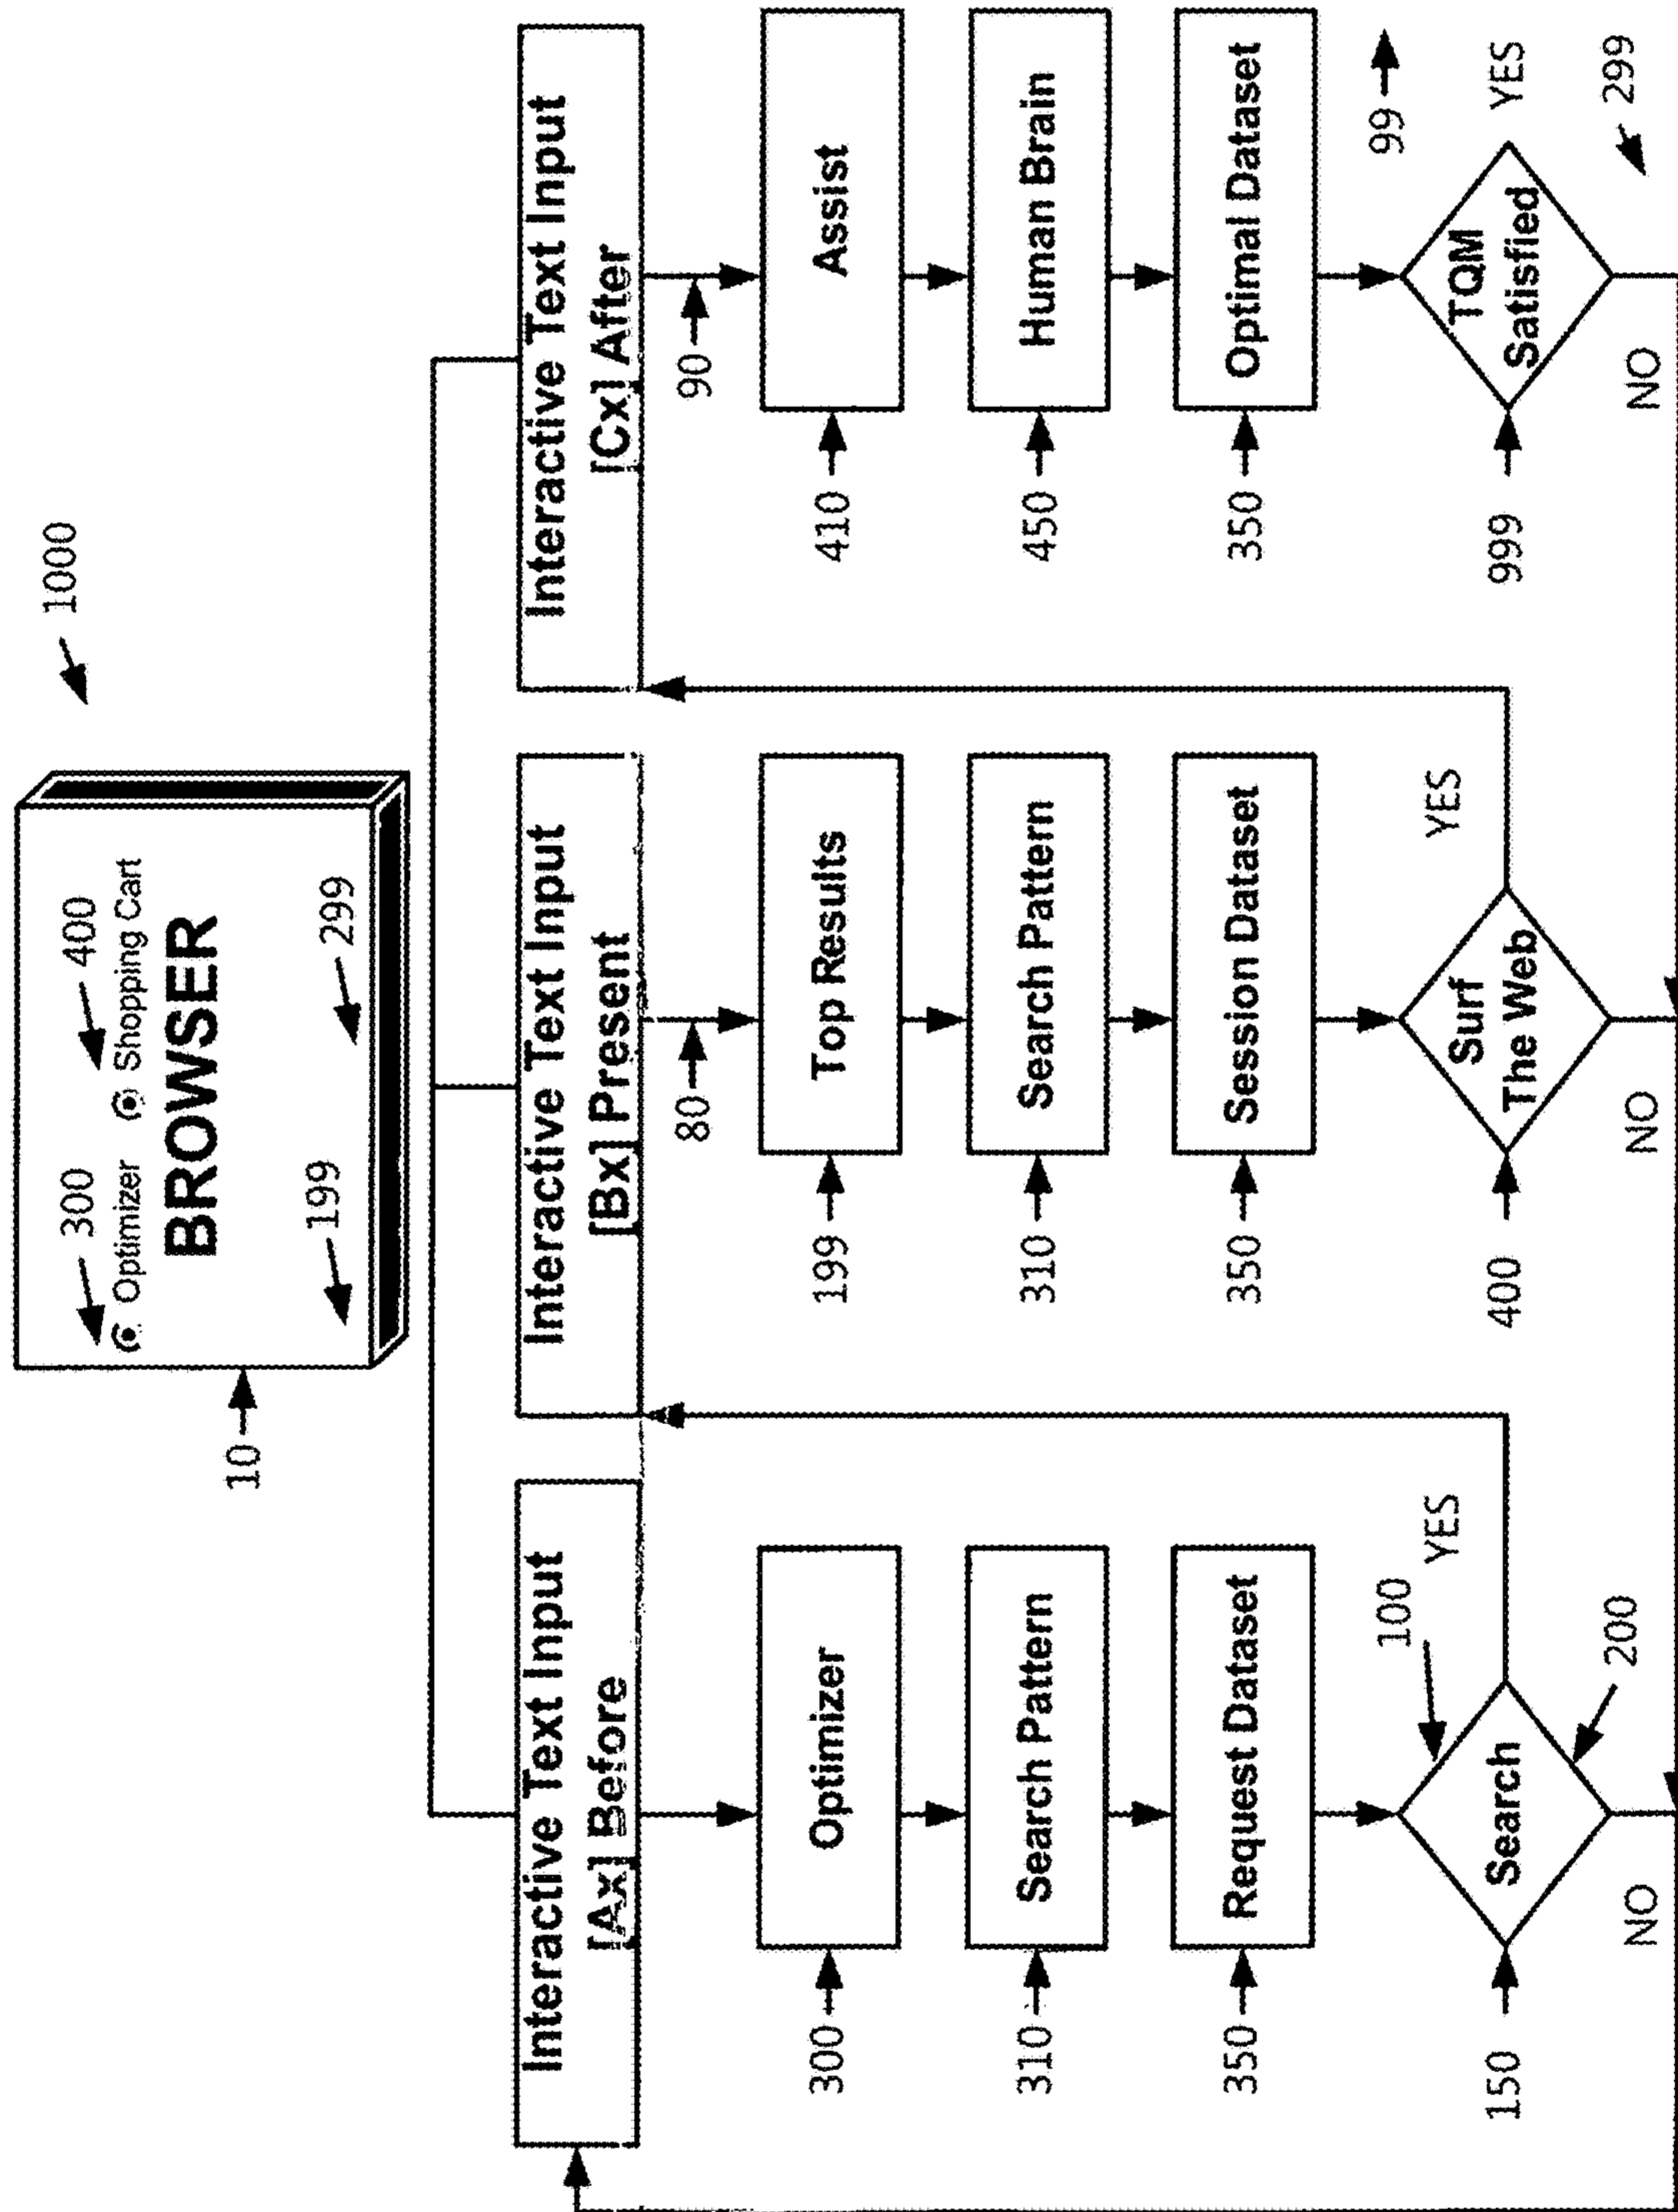 1000
300
400
Optimizer
Shopping Cart
BROWSER
199
299
10
Interactive Text Input
[Ax] Before
Interactive Text Input
[Bx] Present
Interactive Text Input
[Cx] After
80
90
300
Optimizer
199
Top Results
410
Assist
310
Search Pattern
310
Search Pattern
450
Human Brain
350
Request Dataset
350
Session Dataset
350
Optimal Dataset
100
YES
YES
99
150
Search
400
Surf
The Web
999
TQM
Satisfied
YES
200
NO
NO
NO
299